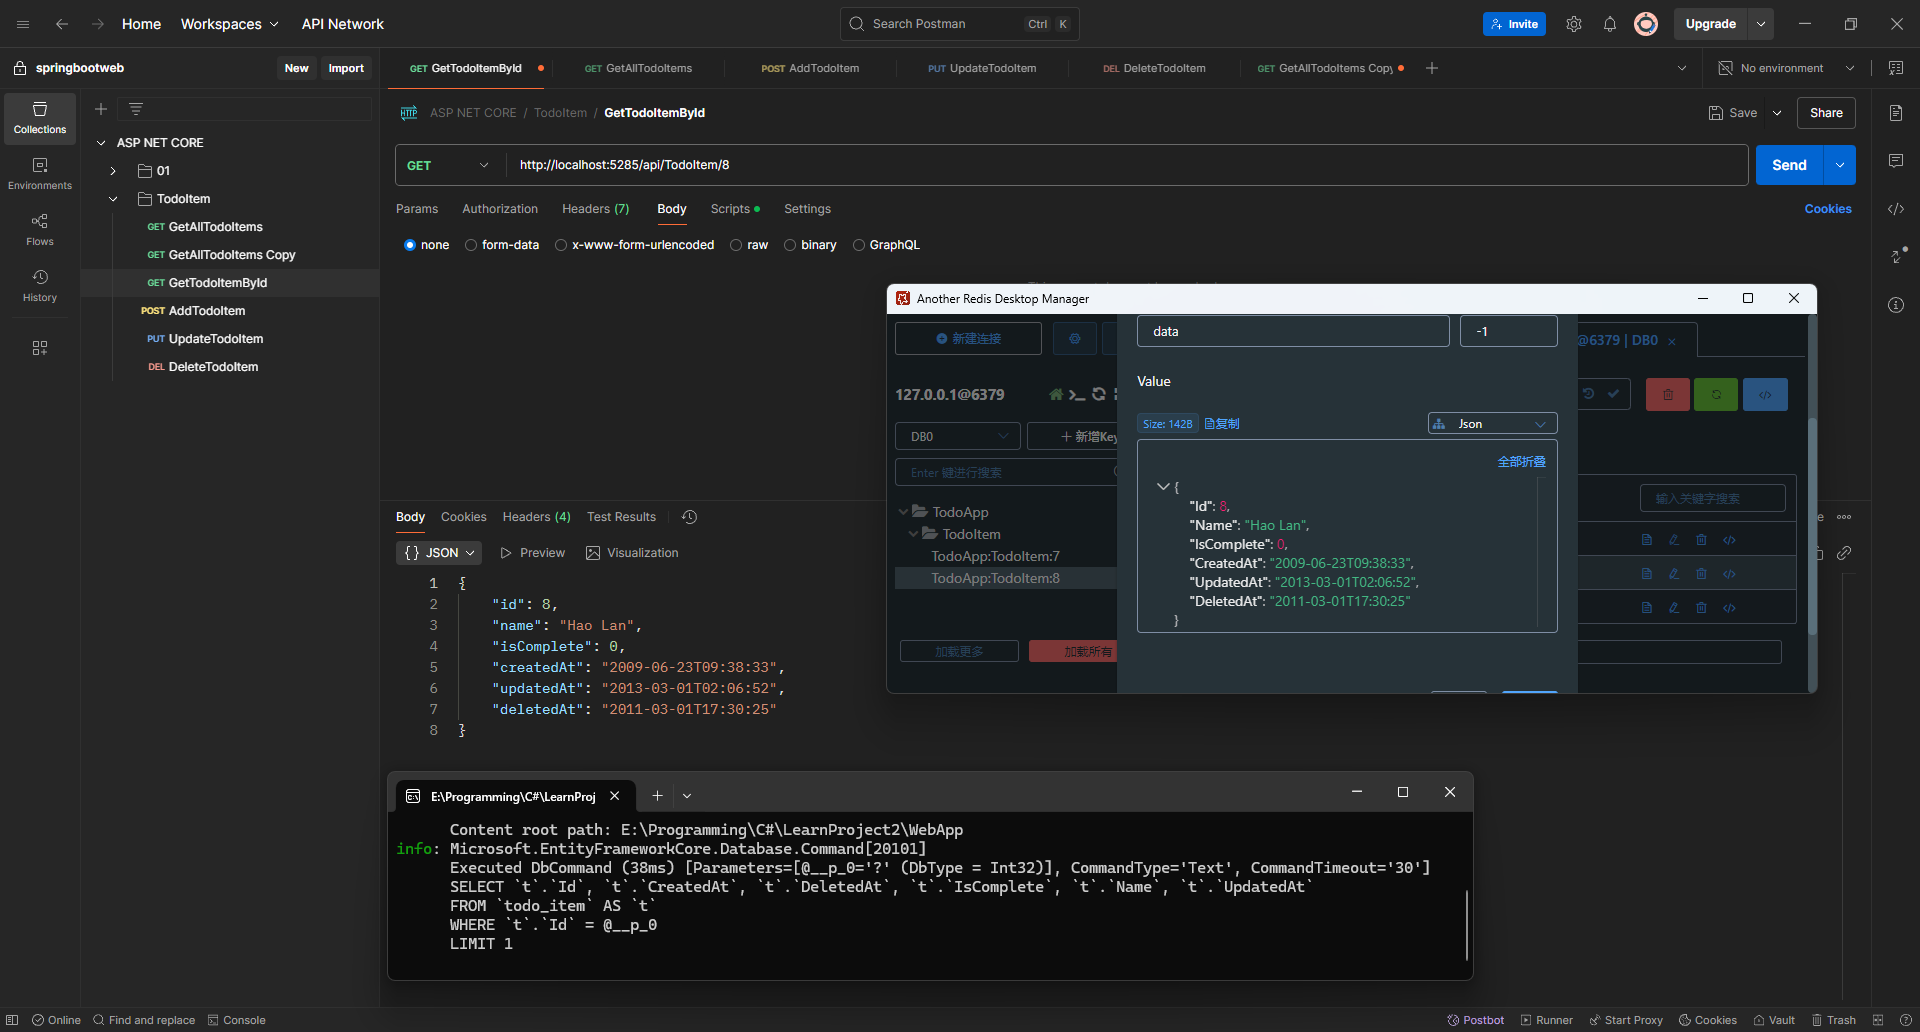 Home
Workspaces
API Network
Search Postman
Ctrl K
Invite
Upgrade
springbootweb
New
Import
GET GetTodoItemById
GET GetAllTodoItems
POST AddTodoItem
PUT UpdateTodoItem
DEL DeleteTodoItem
GET GetAllTodoItems Copy
No environment
Collections
Environments
Flows
History
ASP NET CORE
01
TodoItem
GET GetAllTodoItems
GET GetAllTodoItems Copy
GET GetTodoItemById
POST AddTodoItem
PUT UpdateTodoItem
DEL DeleteTodoItem
HTTP ASP NET CORE / TodoItem / GetTodoItemById
Save
Share
GET
http://localhost:5285/api/TodoItem/8
Send
Params
Authorization
Headers (7)
Body
Scripts
Settings
Cookies
none
form-data
x-www-form-urlencoded
raw
binary
GraphQL
Another Redis Desktop Manager
新建连接
data
-1
@6379 | DB0
127.0.0.1@6379
Value
DB0
新增Key
Size: 142B
复制
Json
Enter 键进行搜索
全部折叠
输入关键字搜索
{
"Id": 8,
"Name": "Hao Lan",
"IsComplete": 0,
"CreatedAt": "2009-06-23T09:38:33",
"UpdatedAt": "2013-03-01T02:06:52",
"DeletedAt": "2011-03-01T17:30:25"
}
TodoApp
TodoItem
TodoApp:TodoItem:7
TodoApp:TodoItem:8
加载更多
加载所有
Body
Cookies
Headers (4)
Test Results
{} JSON
Preview
Visualization
1 {
2 "id": 8,
3 "name": "Hao Lan",
4 "isComplete": 0,
5 "createdAt": "2009-06-23T09:38:33",
6 "updatedAt": "2013-03-01T02:06:52",
7 "deletedAt": "2011-03-01T17:30:25"
8 }
E:\Programming\C#\LearnProj
Content root path: E:\Programming\C#\LearnProject2\WebApp
info: Microsoft.EntityFrameworkCore.Database.Command[20101]
Executed DbCommand (38ms) [Parameters=[@__p_0='?' (DbType = Int32)], CommandType='Text', CommandTimeout='30']
SELECT `t`.`Id`, `t`.`CreatedAt`, `t`.`DeletedAt`, `t`.`IsComplete`, `t`.`Name`, `t`.`UpdatedAt`
FROM `todo_item` AS `t`
WHERE `t`.`Id` = @__p_0
LIMIT 1
Online
Find and replace
Console
Postbot
Runner
Start Proxy
Cookies
Vault
Trash